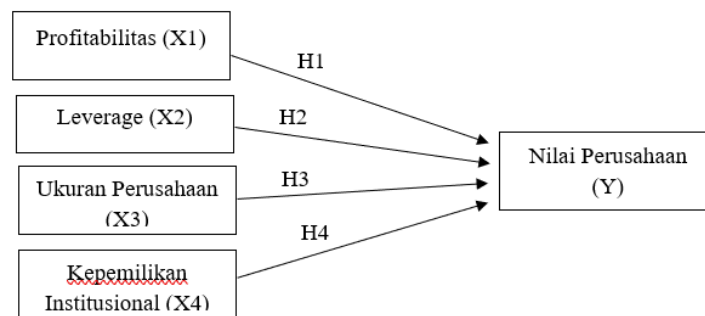 Profitabilitas (X1)
H1
Leverage (X2)
H2
Nilai Perusahaan
(Y)
Ukuran Perusahaan
(X3)
H3
H4
Kepemilikan
Institusional (X4)